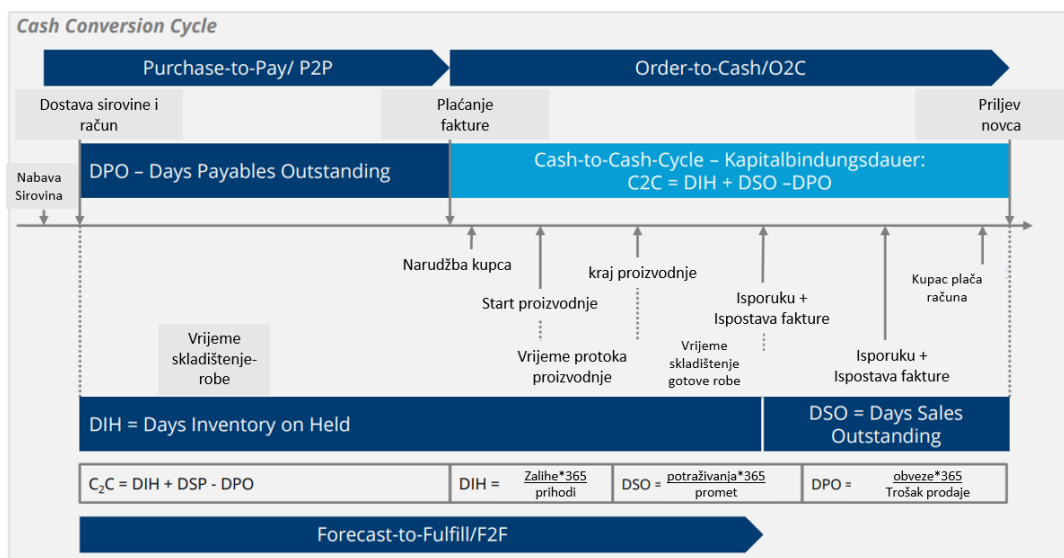 Cash Conversion Cycle
Purchase-to-Pay/ P2P
Order-to-Cash/O2C
Dostava sirovine i
račun
Plaćanje
fakture
Priljev
novca
Nabava
Sirovina
DPO – Days Payables Outstanding
Cash-to-Cash-Cycle – Kapitalbindungsdauer:
C2C = DIH + DSO –DPO
Narudžba kupca
Start proizvodnje
kraj proizvodnje
Isporuku +
Ispostava fakture
Kupac plača
računa
Vrijeme
skladištenje-
robe
Vrijeme protoka
proizvodnje
Vrijeme
skladištenje
gotove robe
Isporuku +
Ispostava fakture
DIH = Days Inventory on Held
DSO = Days Sales
Outstanding
C2C = DIH + DSP - DPO
DIH = Zalihe*365
prihodi
DSO = potraživanja*365
promet
DPO = obveze*365
Trošak prodaje
Forecast-to-Fulfill/F2F